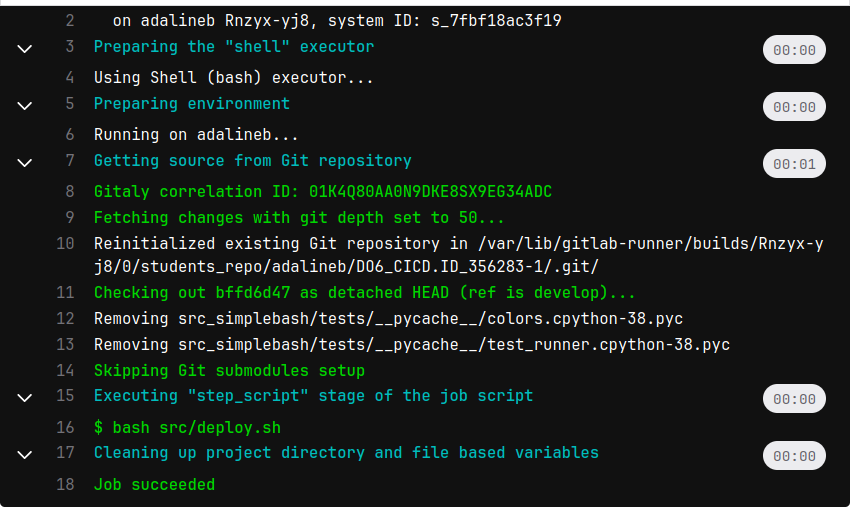 2 on adalineb Rnzyx-yj8, system ID: s_7fbf18ac3f19
3 Preparing the "shell" executor 00:00
4 Using Shell (bash) executor...
5 Preparing environment 00:00
6 Running on adalineb...
7 Getting source from Git repository 00:01
8 Gitaly correlation ID: 01K4Q80AA0N9DKE8SX9EG34ADC
9 Fetching changes with git depth set to 50...
10 Reinitialized existing Git repository in /var/lib/gitlab-runner/builds/Rnzyx-y
j8/0/students_repo/adalineb/DO6_CICD.ID_356283-1/.git/
11 Checking out bffd6d47 as detached HEAD (ref is develop)...
12 Removing src_simplebash/tests/__pycache__/colors.cpython-38.pyc
13 Removing src_simplebash/tests/__pycache__/test_runner.cpython-38.pyc
14 Skipping Git submodules setup
15 Executing "step_script" stage of the job script 00:00
16 $ bash src/deploy.sh
17 Cleaning up project directory and file based variables 00:00
18 Job succeeded